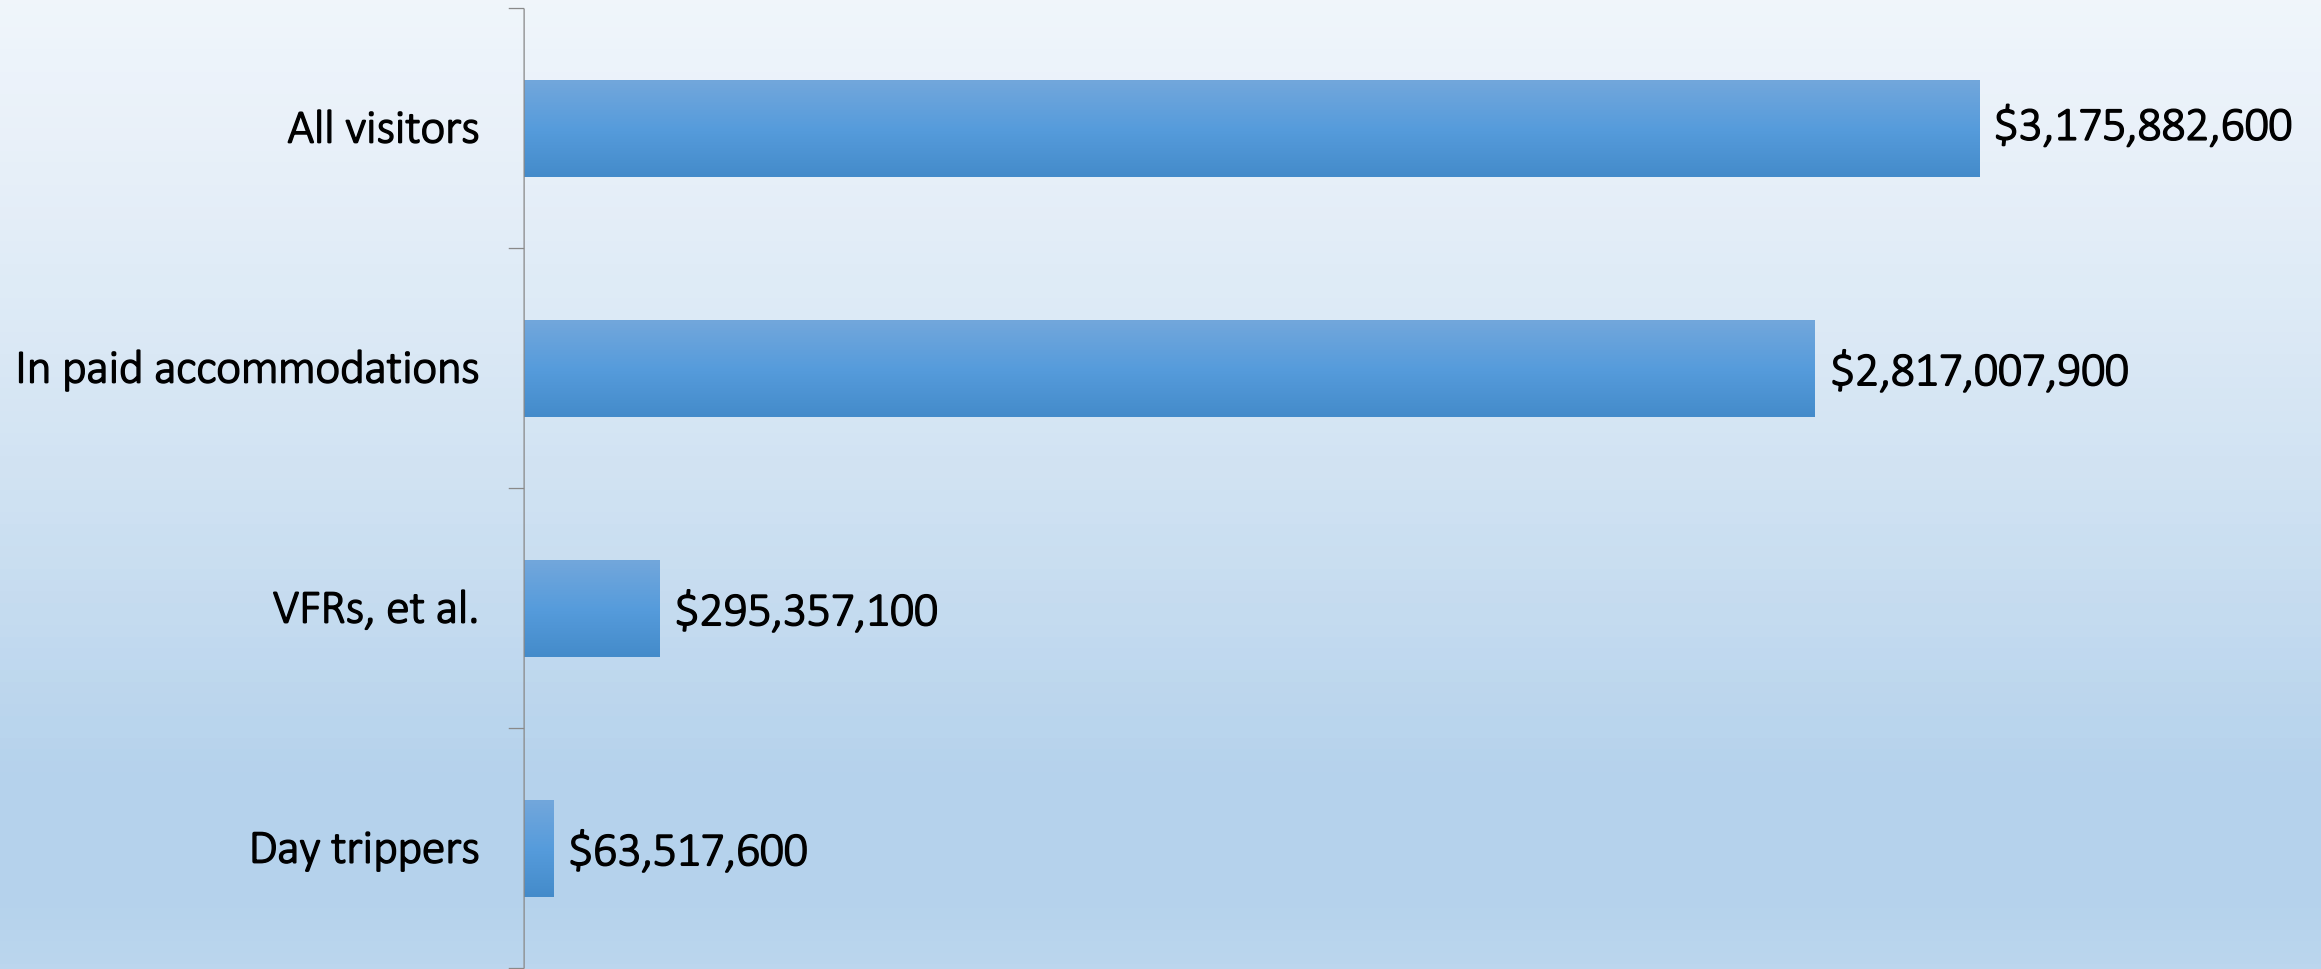 All visitors
$3,175,882,600
In paid accommodations
$2,817,007,900
VFRs, et al.
$295,357,100
Day trippers
$63,517,600